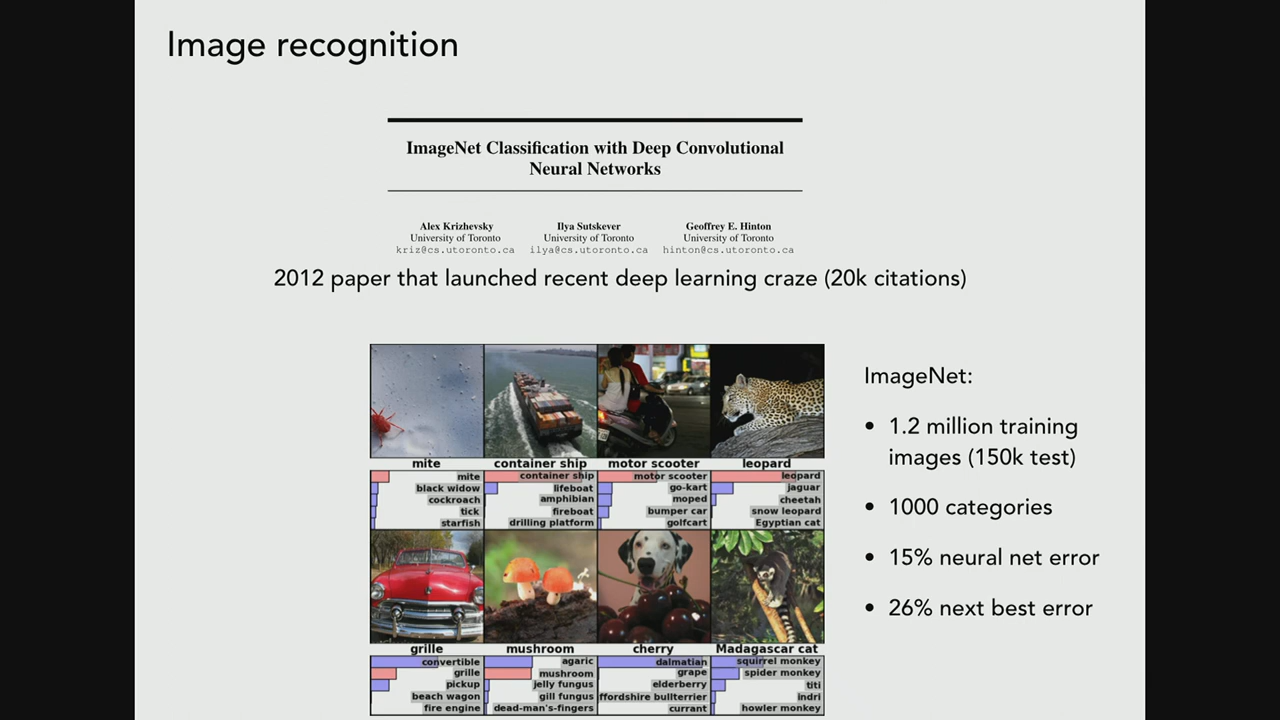 Image recognition
ImageNet Classification with Deep Convolutional
Neural Networks
Alex Krizhevsky Ilya Sutskever Geoffrey E. Hinton
University of Toronto University of Toronto University of Toronto
kriz@cs.utoronto.ca ilya@cs.utoronto.ca hinton@cs.utoronto.ca
2012 paper that launched recent deep learning craze (20k citations)
mite container ship motor scooter leopard
mite container ship motor scooter leopard
black widow lifeboat go-kart jaguar
cockroach amphibian moped cheetah
tick fireboat bumper car snow leopard
starfish drilling platform golfcart Egyptian cat
grille mushroom cherry Madagascar cat
convertible agaric dalmatian squirrel monkey
grille mushroom grape spider monkey
pickup jelly fungus elderberry titi
beach wagon gill fungus ffordshire bullterrier indri
fire engine dead-man's-fingers currant howler monkey
ImageNet:
• 1.2 million training
images (150k test)
• 1000 categories
• 15% neural net error
• 26% next best error